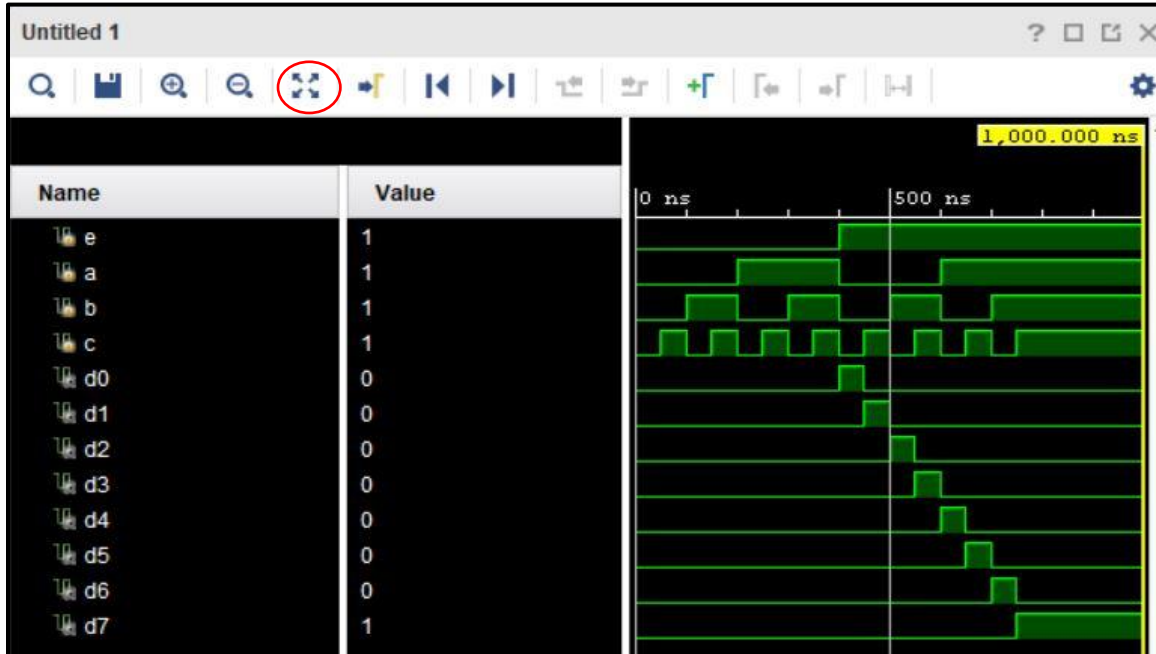 Untitled 1
1,000.000 ns
Name Value
0 ns 500 ns
e 1
a 1
b 1
c 1
d0 0
d1 0
d2 0
d3 0
d4 0
d5 0
d6 0
d7 1